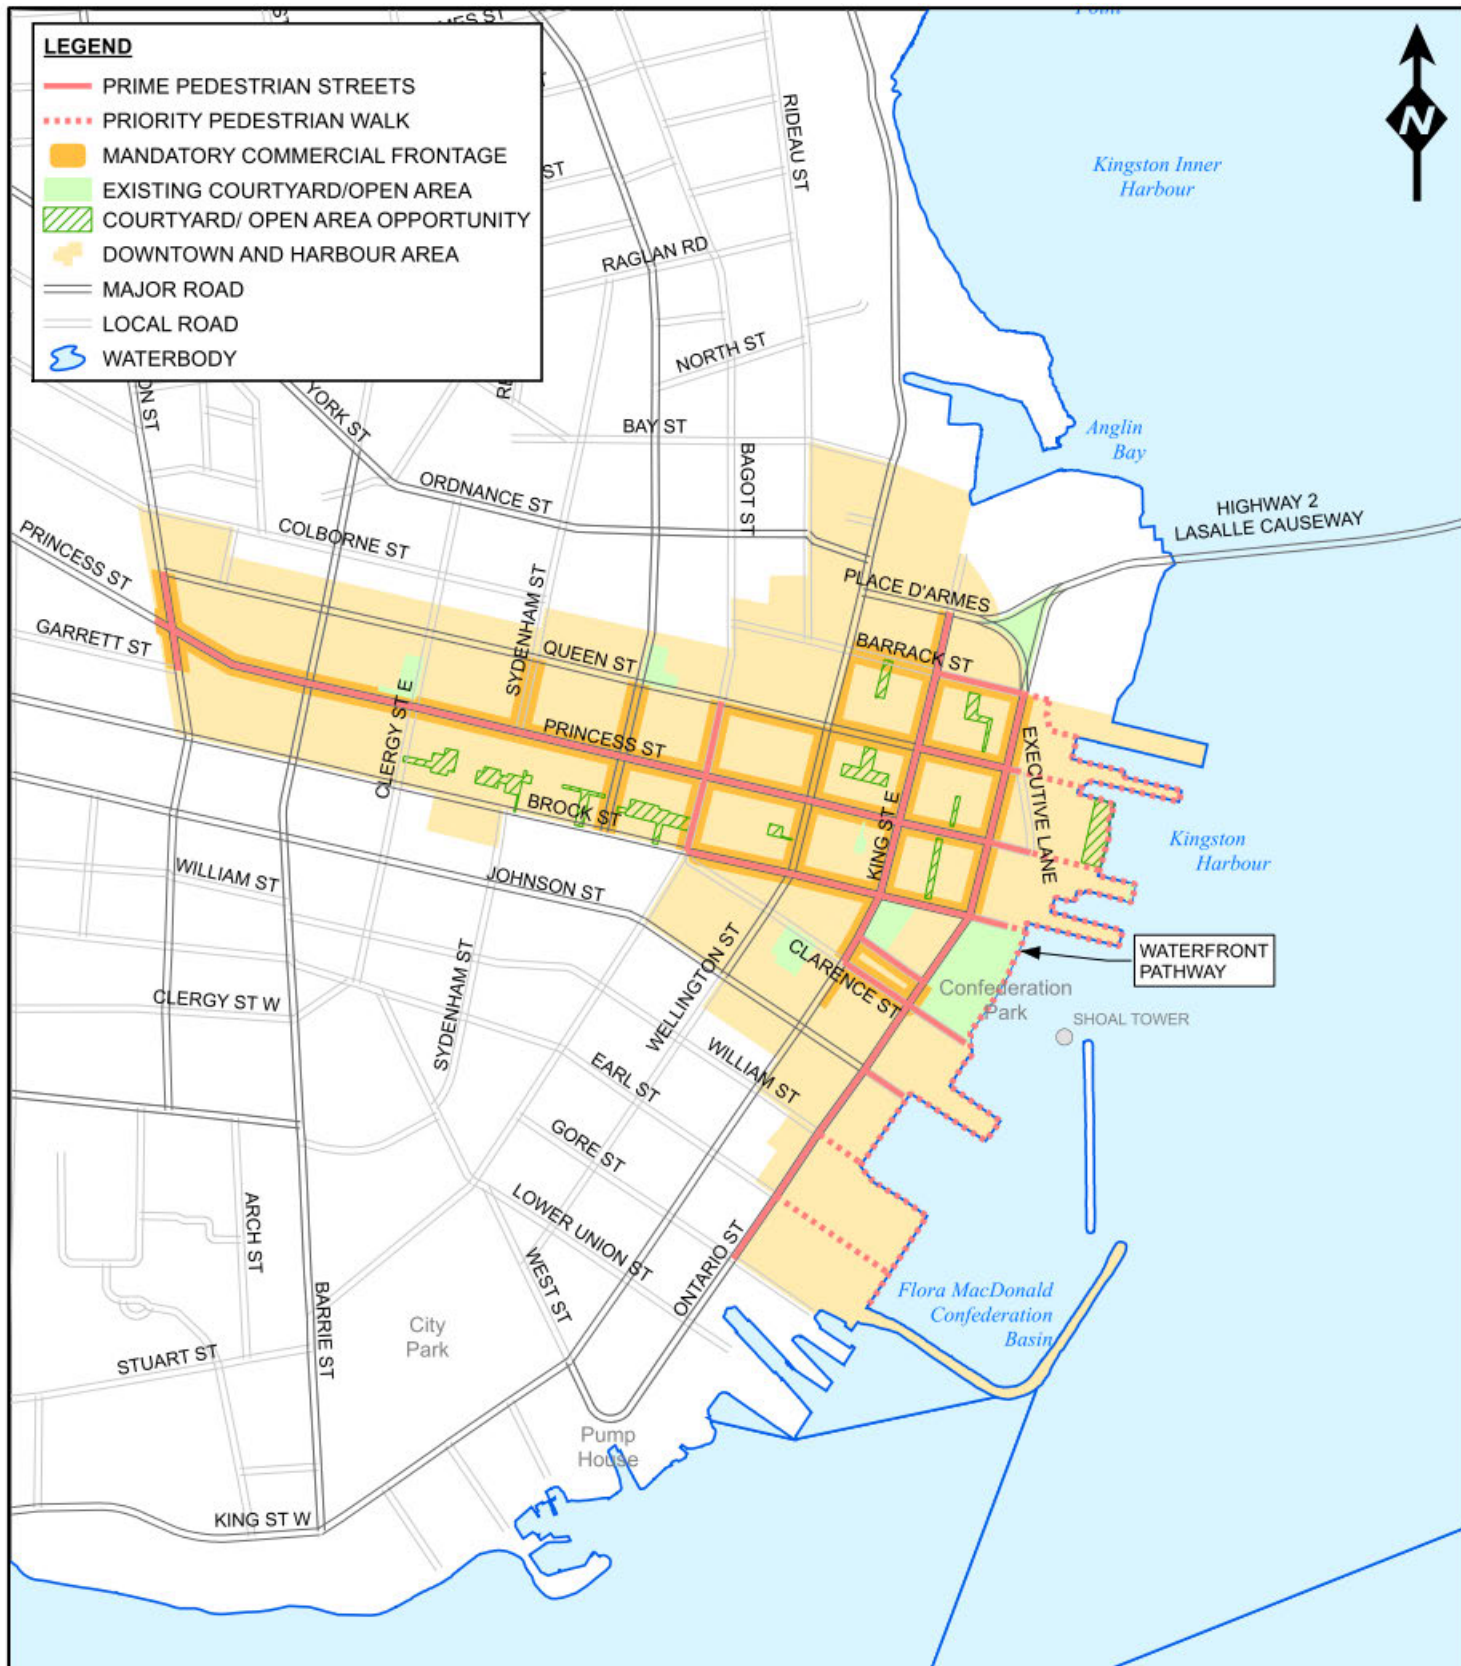 Point
LEGEND
PRIME PEDESTRIAN STREETS
PRIORITY PEDESTRIAN WALK
MANDATORY COMMERCIAL FRONTAGE
EXISTING COURTYARD/OPEN AREA
COURTYARD/ OPEN AREA OPPORTUNITY
DOWNTOWN AND HARBOUR AREA
MAJOR ROAD
LOCAL ROAD
WATERBODY
N
RIDEAU ST
Kingston Inner
Harbour
ST
RAGLAN RD
NORTH ST
ON ST
YORK ST
BAY ST
BAGOT ST
Anglin
Bay
ORDNANCE ST
HIGHWAY 2
LASALLE CAUSEWAY
PRINCESS ST
COLBORNE ST
PLACE D'ARMES
GARRETT ST
SYDENHAM ST
QUEEN ST
BARRACK ST
CLERGY ST E
PRINCESS ST
EXECUTIVE LANE
BROCK ST
KING ST E
Kingston
Harbour
WILLIAM ST
JOHNSON ST
CLERGY ST W
SYDENHAM ST
WELLINGTON ST
CLARENCE ST
WATERFRONT
PATHWAY
Confederation
Park
SHOAL TOWER
WILLIAM ST
EARL ST
GORE ST
LOWER UNION ST
ARCH ST
WEST ST
ONTARIO ST
BARRIE ST
Flora MacDonald
Confederation
Basin
City
Park
STUART ST
Pump
House
KING ST W